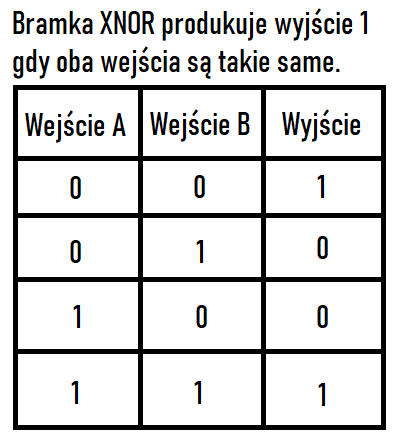 Bramka XNOR produkuje wyjście 1
gdy oba wejścia są takie same.
Wejście A Wejście B Wyjście
0 0 1
0 1 0
1 0 0
1 1 1